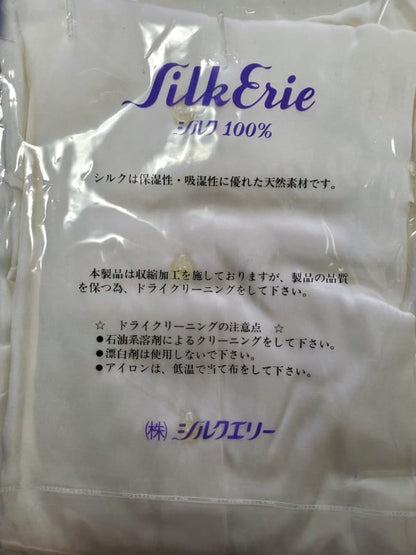 SilkErie
シルク 100%
シルクは保湿性・吸湿性に優れた天然素材です。
本製品は収縮加工を施しておりますが、製品の品質
を保つ為、ドライクリーニングをして下さい。
☆ ドライクリーニングの注意点 ☆
●石油系溶剤によるクリーニングをして下さい。
●漂白剤は使用しないで下さい。
●アイロンは、低温で当て布をして下さい。
㈱ シルクエリー